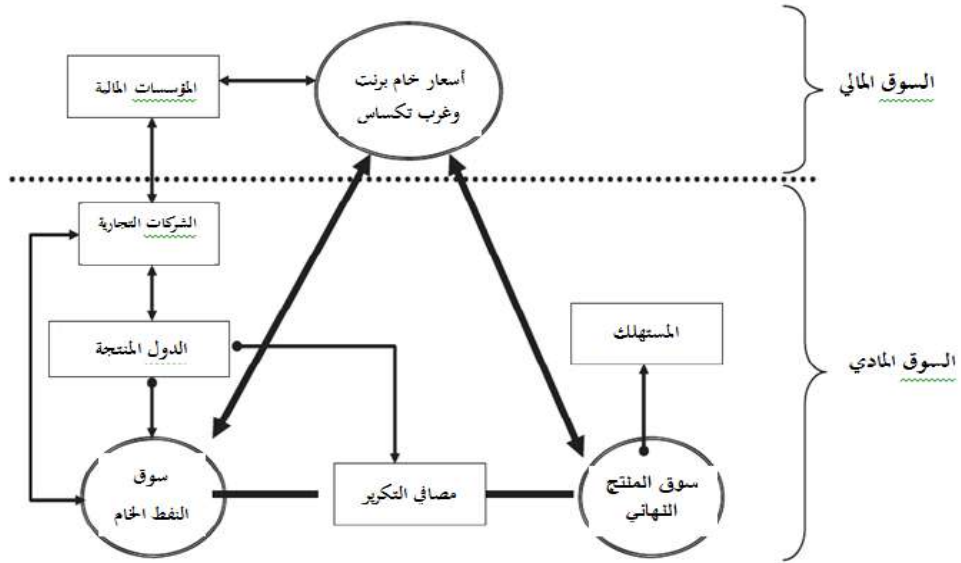 السوق المالي
أسعار خام برنت
وغرب تكساس
المؤسسات المالية
الشركات التجارية
الدول المنتجة
المستهلك
السوق المادي
سوق
النفط الخام
مصافي التكرير
سوق المنتج
النهائي